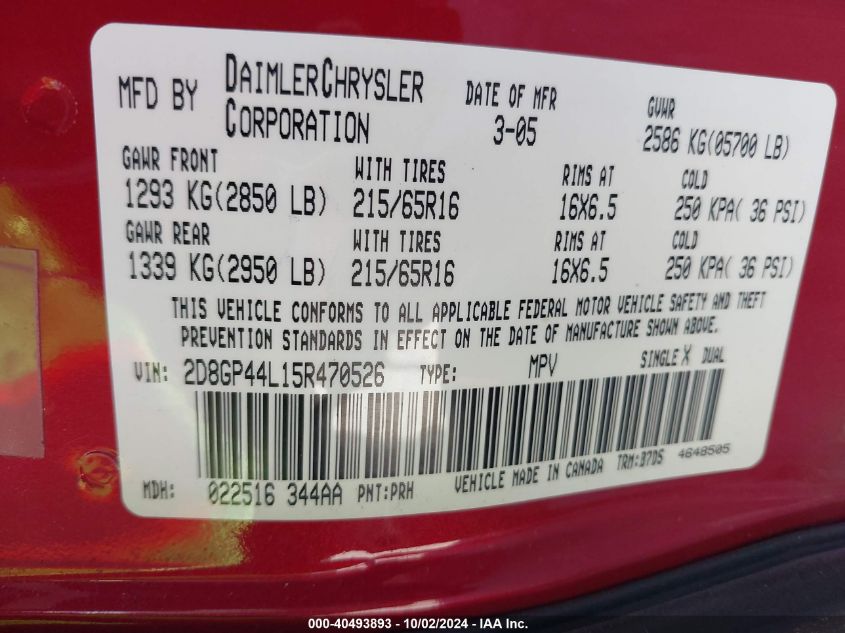 MFD BY DAIMLERCHRYSLER CORPORATION DATE OF MFR 3-05 GVWR 2586 KG(05700 LB)
GAWR FRONT WITH TIRES RIMS AT COLD
1293 KG(2850 LB) 215/65R16 16X6.5 250 KPA( 36 PSI)
GAWR REAR WITH TIRES RIMS AT COLD
1339 KG(2950 LB) 215/65R16 16X6.5 250 KPA( 36 PSI)
THIS VEHICLE CONFORMS TO ALL APPLICABLE FEDERAL MOTOR VEHICLE SAFETY AND THEFT
PREVENTION STANDARDS IN EFFECT ON THE DATE OF MANUFACTURE SHOWN ABOVE.
VIN: 2D8GP44L15R470526 TYPE: MPV SINGLE X DUAL
MDH: 022516 344AA PNT:PRH VEHICLE MADE IN CANADA TRM:B7D5 4648505
000-40493893 - 10/02/2024 - IAA Inc.